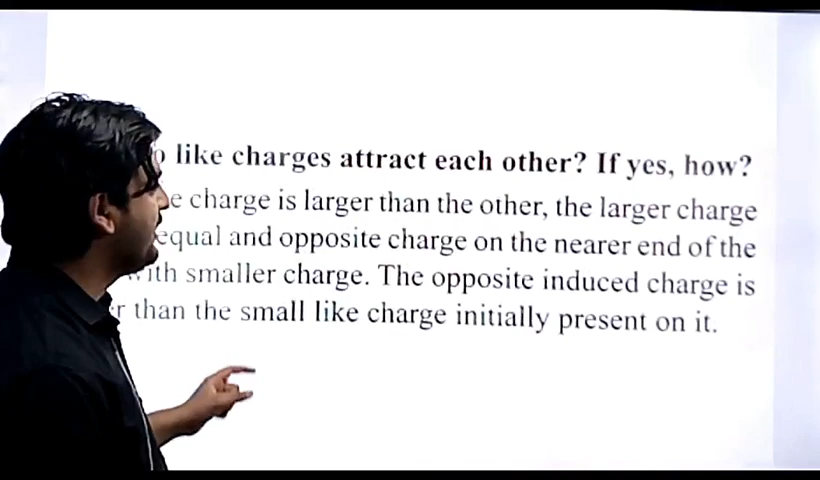 like charges attract each other? If yes, how?
charge is larger than the other, the larger charge
equal and opposite charge on the nearer end of the
with smaller charge. The opposite induced charge is
than the small like charge initially present on it.